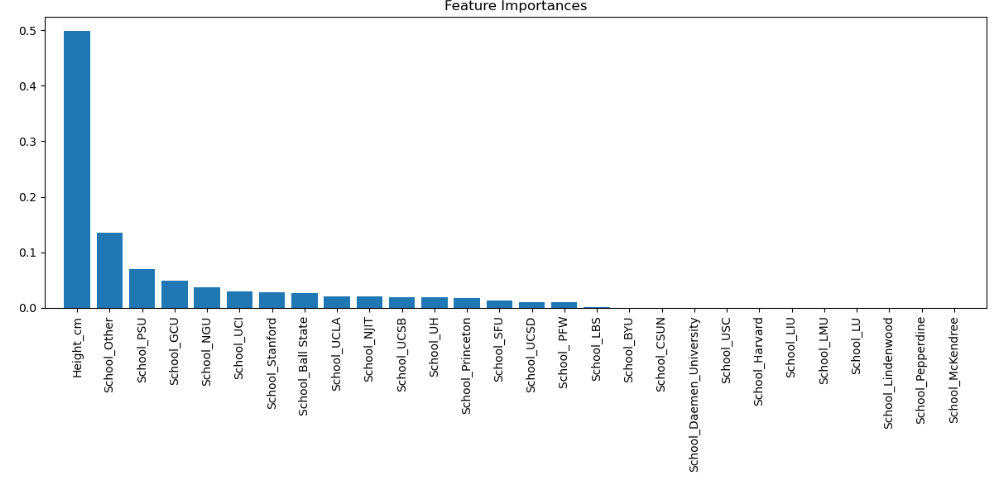 Feature Importances
0.5
0.4
0.3
0.2
0.1
0.0
Height_cm
School_Other
School_PSU
School_GCU
School_NGU
School_UCI
School_Stanford
School_Ball State
School_UCLA
School_NJIT
School_UCSB
School_UH
School_Princeton
School_SFU
School_UCSD
School_ PFW
School_LBS
School_BYU
School_CSUN
School_Daemen_University
School_USC
School_Harvard
School_LIU
School_LMU
School_LU
School_Lindenwood
School_Pepperdine
School_McKendree